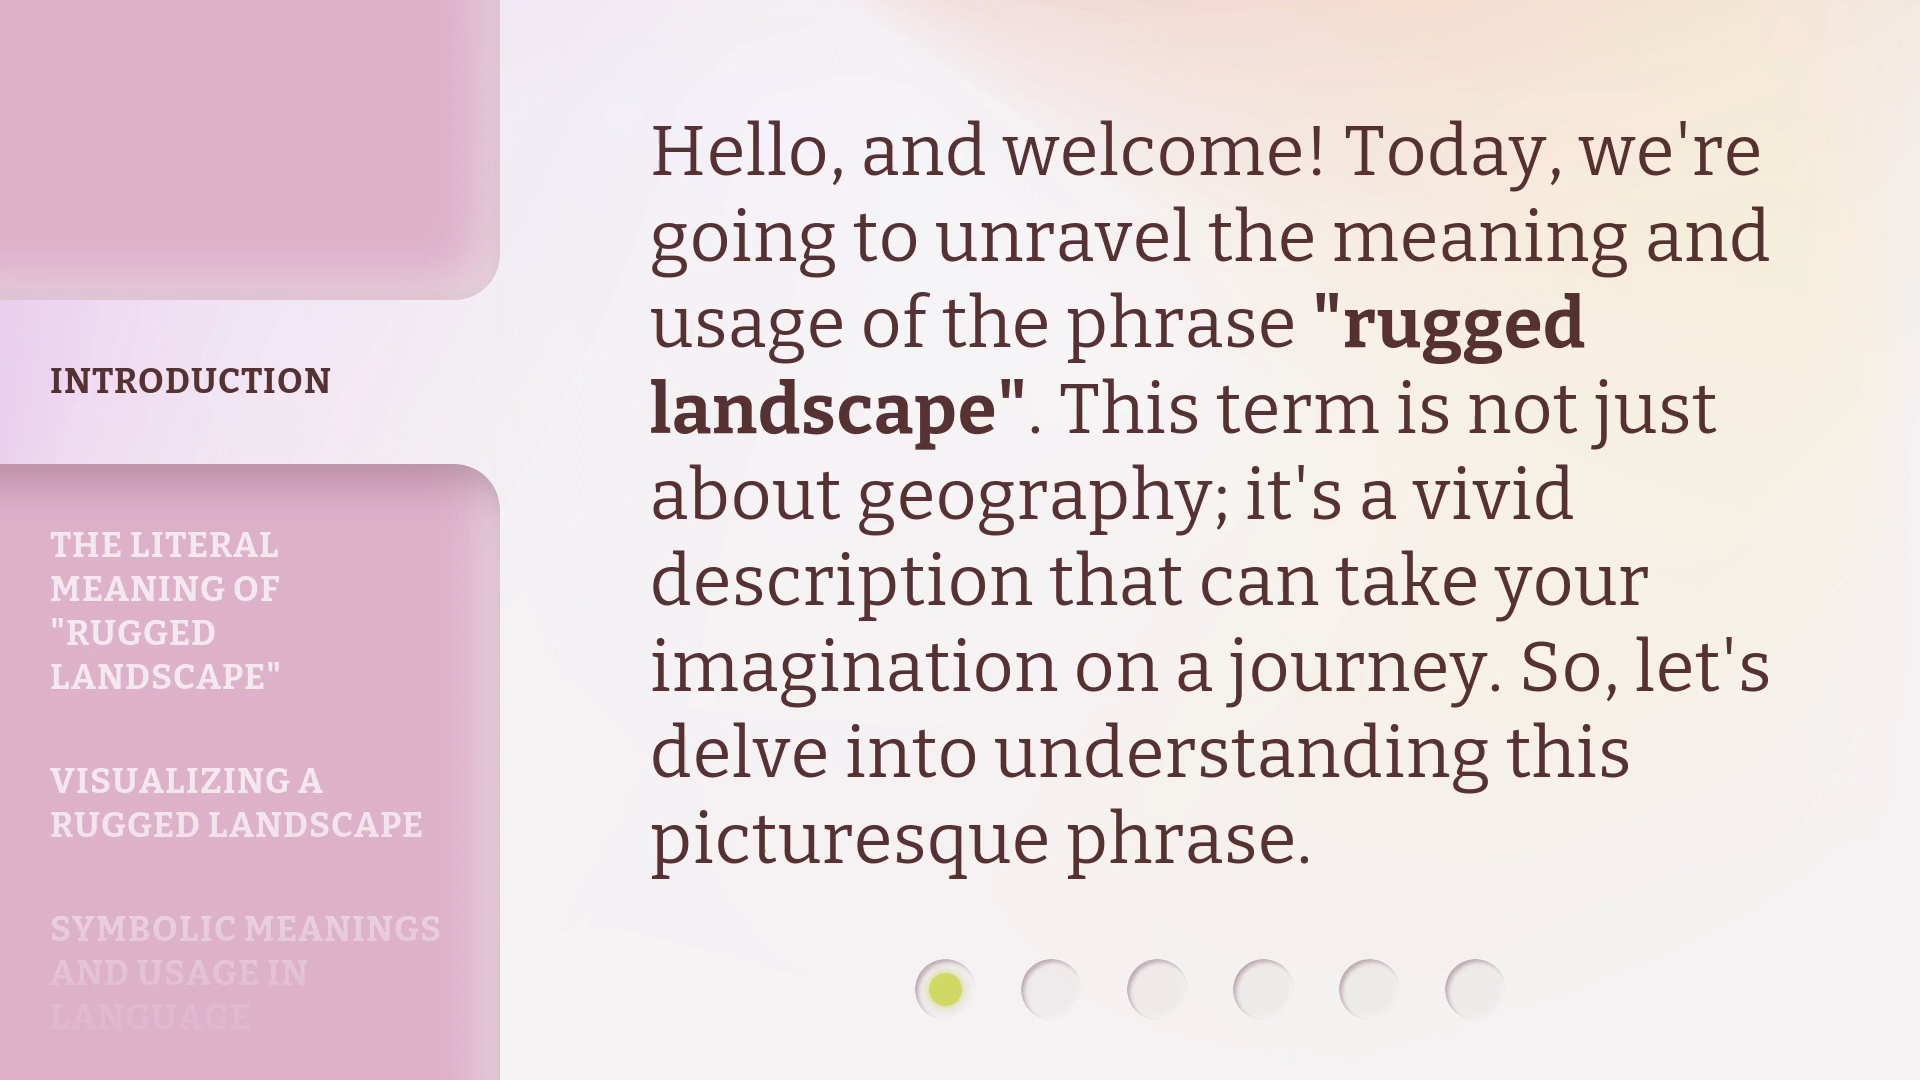 INTRODUCTION
THE LITERAL
MEANING OF
"RUGGED
LANDSCAPE"
VISUALIZING A
RUGGED LANDSCAPE
SYMBOLIC MEANINGS
AND USAGE IN
LANGUAGE
Hello, and welcome! Today, we're
going to unravel the meaning and
usage of the phrase "rugged
landscape". This term is not just
about geography; it's a vivid
description that can take your
imagination on a journey. So, let's
delve into understanding this
picturesque phrase.